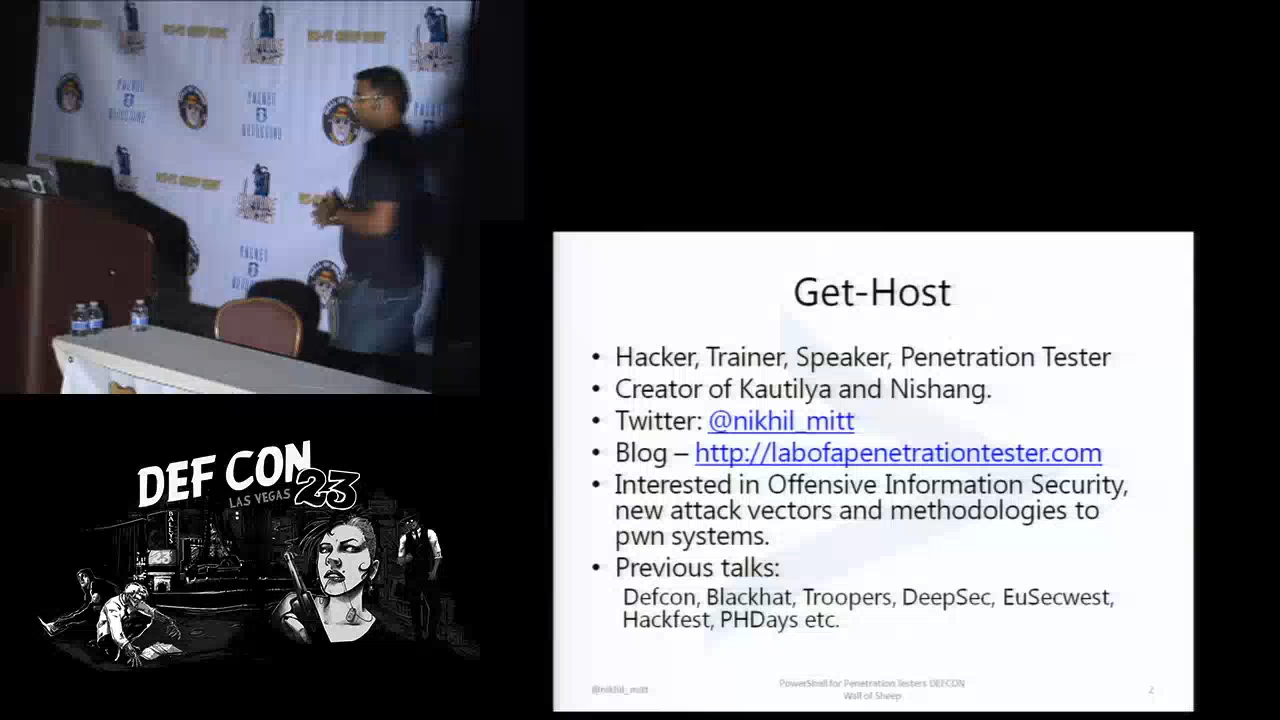 DEF CON
LAS VEGAS 23
Get-Host
• Hacker, Trainer, Speaker, Penetration Tester
• Creator of Kautilya and Nishang.
• Twitter: @nikhil_mitt
• Blog – http://labofapenetrationtester.com
• Interested in Offensive Information Security,
new attack vectors and methodologies to
pwn systems.
• Previous talks:
Defcon, Blackhat, Troopers, DeepSec, EuSecwest,
Hackfest, PHDays etc.
@nikhil_mitt
PowerShell for Penetration Testers DEFCON
Wall of Sheep
2